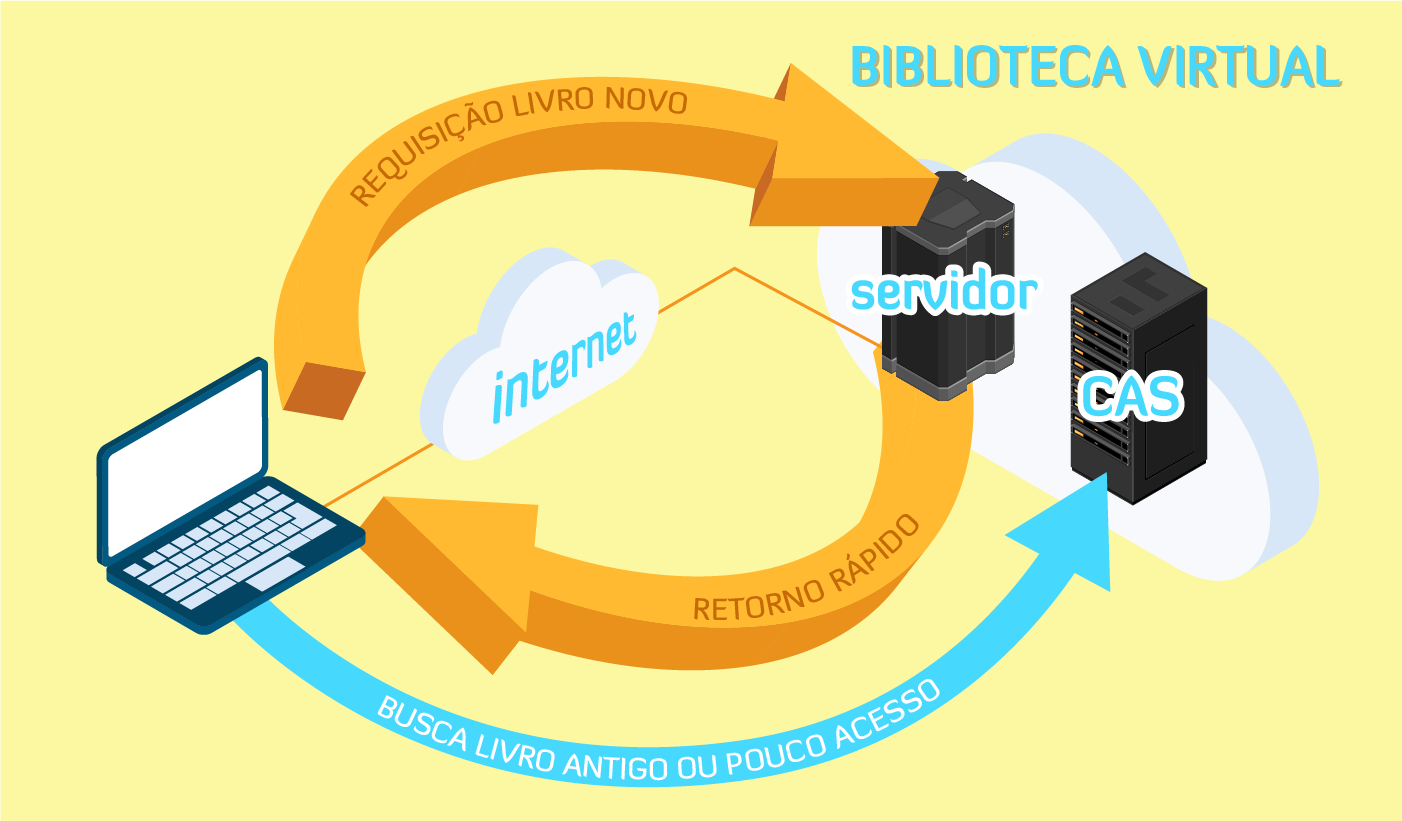 BIBLIOTECA VIRTUAL
REQUISIÇÃO LIVRO NOVO
servidor
internet
CAS
RETORNO RÁPIDO
BUSCA LIVRO ANTIGO OU POUCO ACESSO